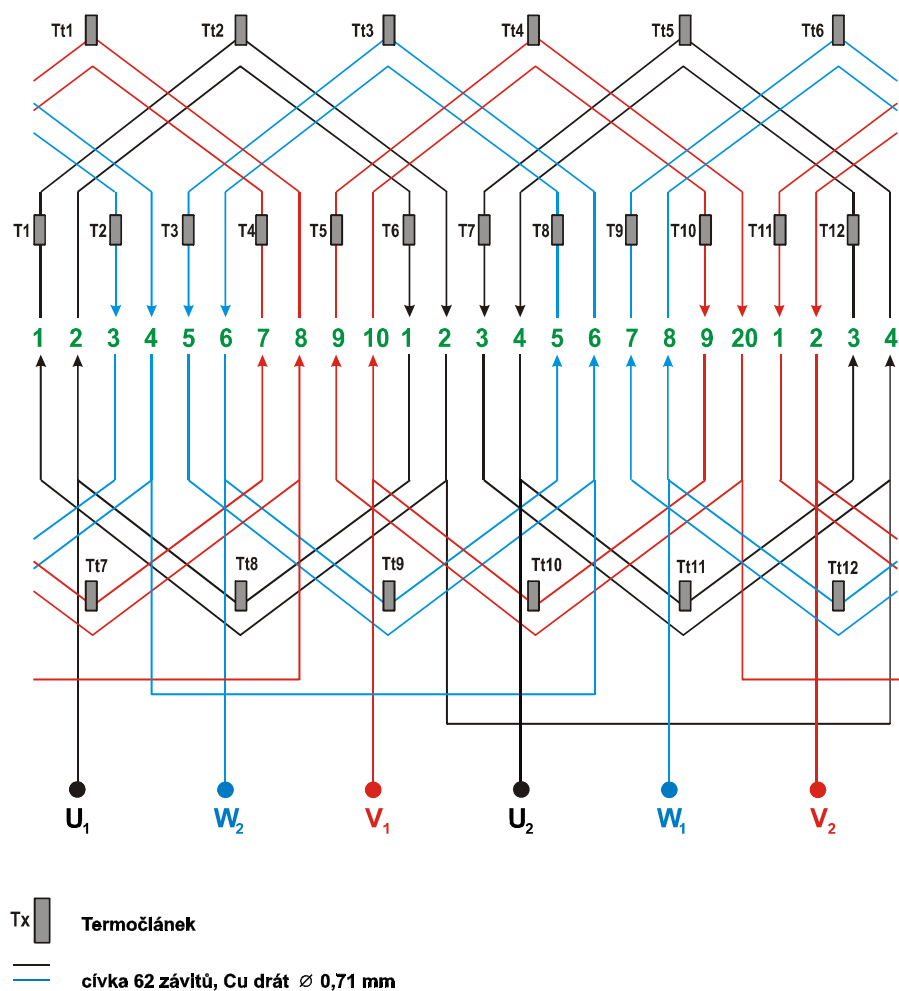 Tt1 Tt2 Tt3 Tt4 Tt5 Tt6
T1 T2 T3 T4 T5 T6 T7 T8 T9 T10 T11 T12
1 2 3 4 5 6 7 8 9 10 1 2 3 4 5 6 7 8 9 20 1 2 3 4
Tt7 Tt8 Tt9 Tt10 Tt11 Tt12
U1 W2 V1 U2 W1 V2
Tx Termočlánek
cívka 62 závitů, Cu drát ∅ 0,71 mm